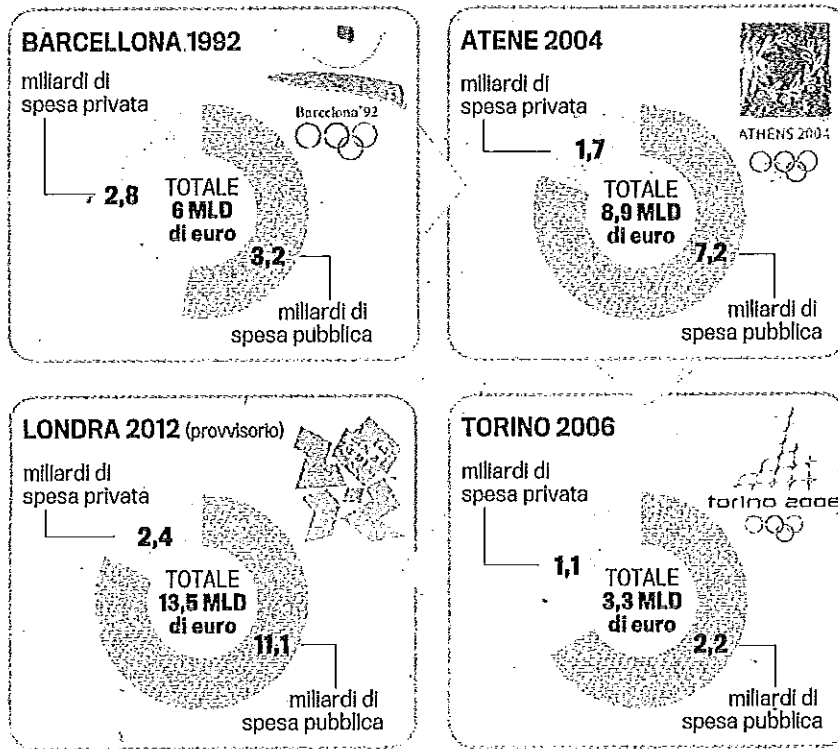 BARCELLONA 1992
miliardi di
spesa privata
Barcelona'92
2,8
TOTALE
6 MLD
di euro
3,2
miliardi di
spesa pubblica
ATENE 2004
miliardi di
spesa privata
ATHENS 2004
1,7
TOTALE
8,9 MLD
di euro
7,2
miliardi di
spesa pubblica
LONDRA 2012 (provvisorio)
miliardi di
spesa privata
2,4
TOTALE
13,5 MLD
di euro
11,1
miliardi di
spesa pubblica
TORINO 2006
miliardi di
spesa privata
torino 2006
1,1
TOTALE
3,3 MLD
di euro
2,2
miliardi di
spesa pubblica